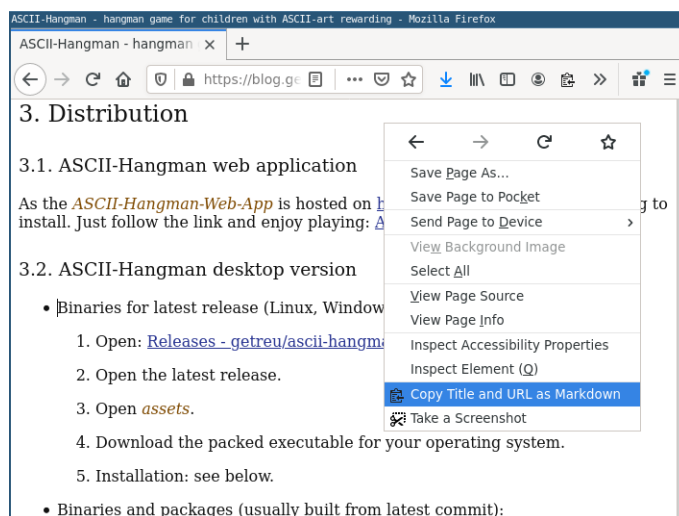 ASCII-Hangman - hangman game for children with ASCII-art rewarding - Mozilla Firefox
ASCII-Hangman - hangman
https://blog.ge
3. Distribution
3.1. ASCII-Hangman web application
As the ASCII-Hangman-Web-App is hosted on h g to
install. Just follow the link and enjoy playing: A
3.2. ASCII-Hangman desktop version
• Binaries for latest release (Linux, Window
1. Open: Releases - getreu/ascii-hangma
2. Open the latest release.
3. Open assets.
4. Download the packed executable for your operating system.
5. Installation: see below.
• Binaries and packages (usually built from latest commit):
Save Page As...
Save Page to Pocket
Send Page to Device
View Background Image
Select All
View Page Source
View Page Info
Inspect Accessibility Properties
Inspect Element (Q)
Copy Title and URL as Markdown
Take a Screenshot